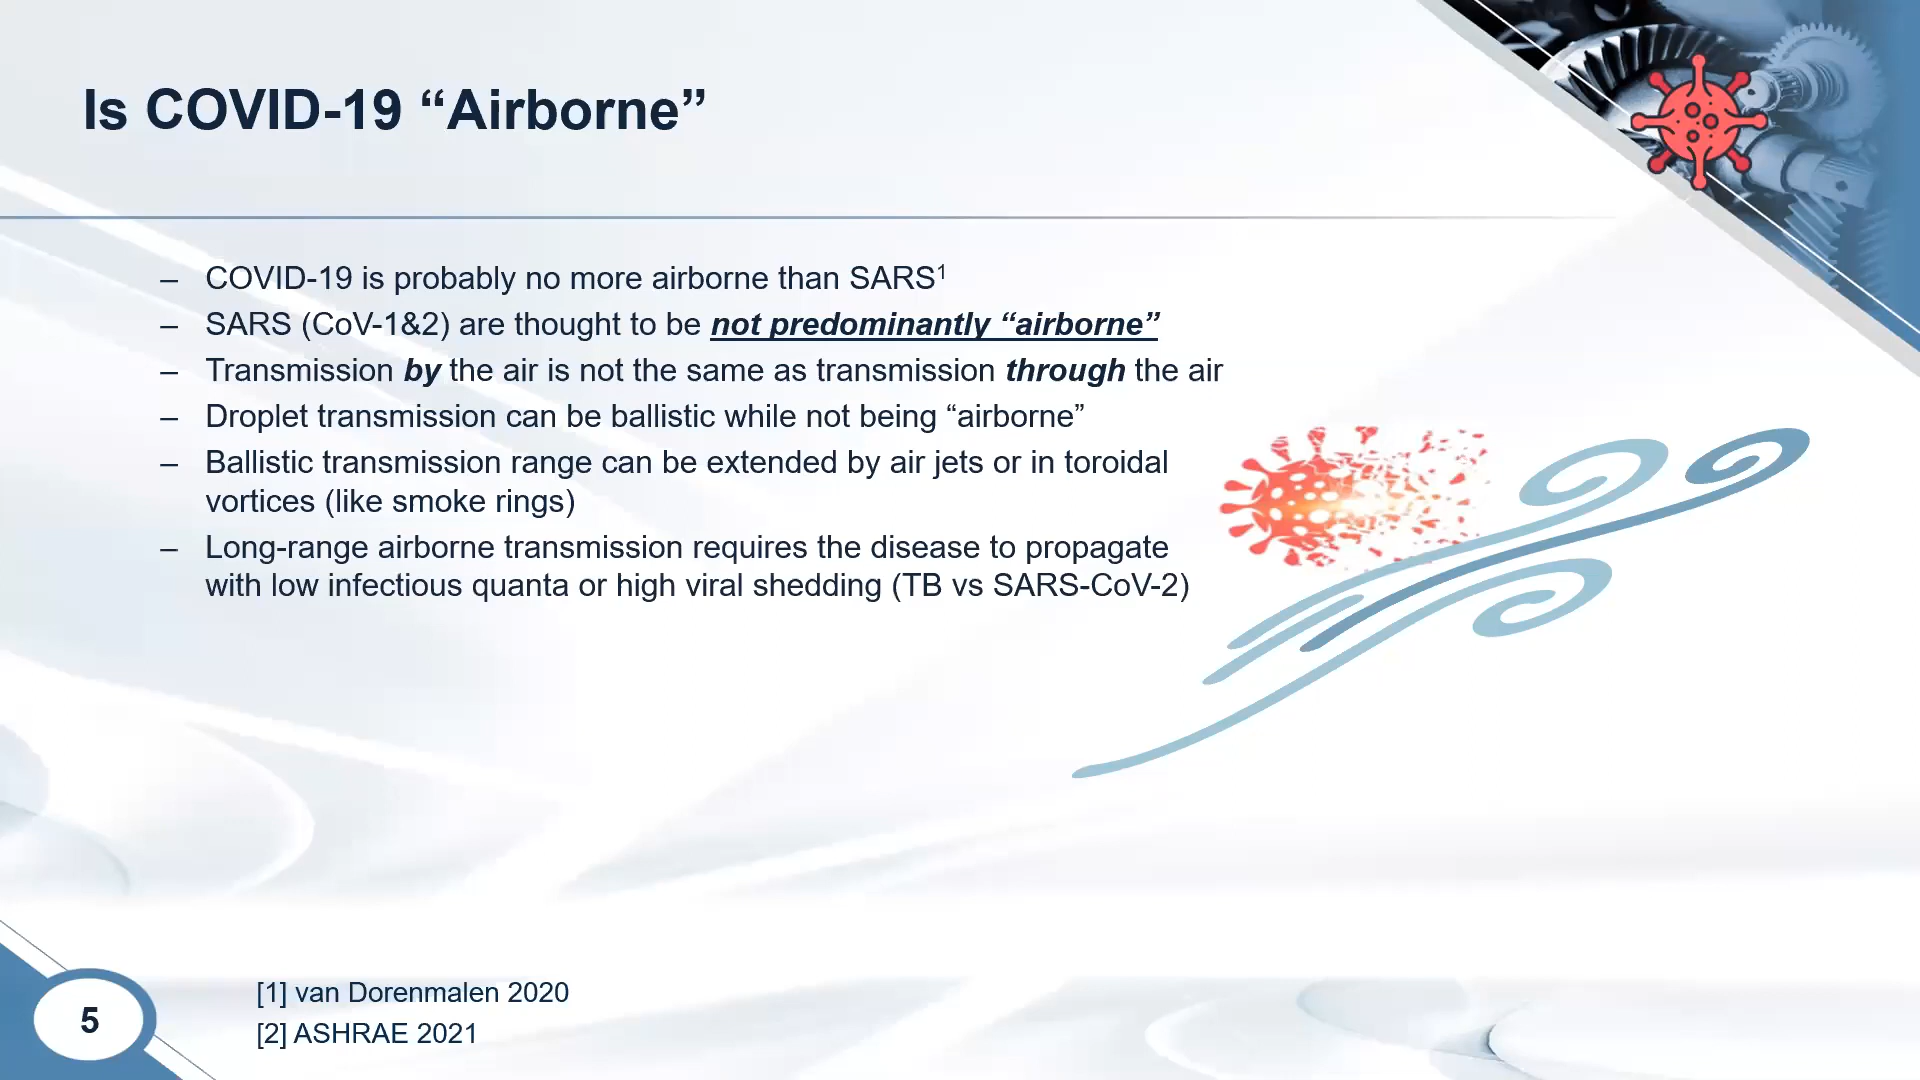 Is COVID-19 “Airborne”
– COVID-19 is probably no more airborne than SARS¹
– SARS (CoV-1&2) are thought to be not predominantly “airborne”
– Transmission by the air is not the same as transmission through the air
– Droplet transmission can be ballistic while not being “airborne”
– Ballistic transmission range can be extended by air jets or in toroidal
vortices (like smoke rings)
– Long-range airborne transmission requires the disease to propagate
with low infectious quanta or high viral shedding (TB vs SARS-CoV-2)
[1] van Dorenmalen 2020
[2] ASHRAE 2021
5